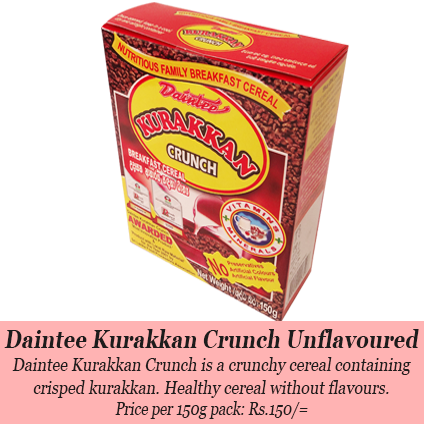 NUTRITIOUS FAMILY BREAKFAST CEREAL
Daintee
KURAKKAN
CRUNCH
BREAKFAST CEREAL
VITAMINS
MINERALS
AWARDED
NO
Preservatives
Artificial Colours
Artificial Flavour
Net Weight
150g
Daintee Kurakkan Crunch Unflavoured
Daintee Kurakkan Crunch is a crunchy cereal containing
crisped kurakkan. Healthy cereal without flavours.
Price per 150g pack: Rs.150/=